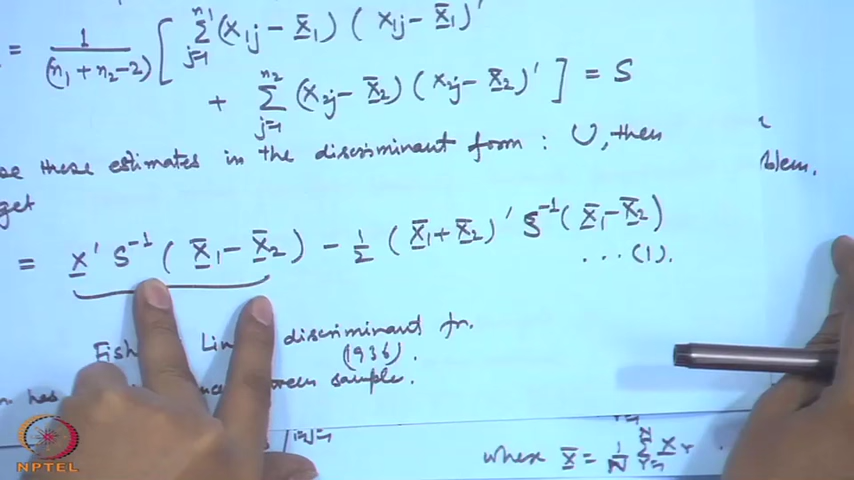 = 1/(n1+n2-2) [ Σ_{j=1}^{n1} (x1j - x̄1) (x1j - x̄1)'
+ Σ_{j=1}^{n2} (x2j - x̄2) (x2j - x̄2)' ] = S
these estimates in the discriminant form : U, then
blem.
get
= x' S^{-1} ( x̄1 - x̄2 ) - 1/2 ( x̄1 + x̄2 )' S^{-1} ( x̄1 - x̄2 )
... (1).
discriminant fn.
(1936).
sample.
where x̄ = 1/N Σ_{r=1}^{N} x r
NPTEL